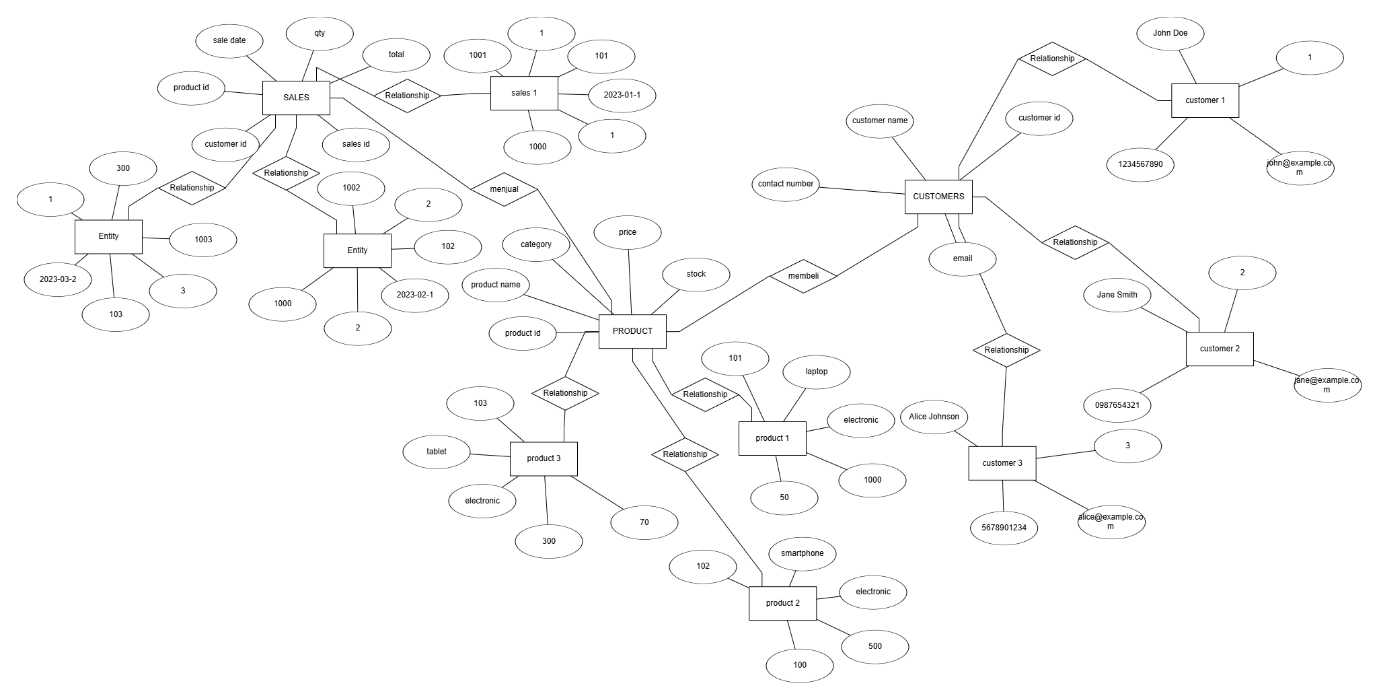 John Doe
qty
1
sale date
total
1001
101
Relationship
1
product id
SALES
Relationship
sales 1
2023-01-1
customer 1
customer name
customer id
customer id
sales id
1000
1
1234567890
john@example.co
m
300
Relationship
Relationship
1002
menjual
contact number
CUSTOMERS
1
2
Entity
1003
Entity
102
category
price
Relationship
email
2023-03-2
3
1000
2023-02-1
product name
stock
membeli
2
Jane Smith
103
2
product id
PRODUCT
Relationship
customer 2
101
laptop
jane@example.co
m
103
Relationship
Relationship
0987654321
Alice Johnson
electronic
product 1
3
tablet
product 3
Relationship
customer 3
1000
electronic
50
70
5678901234
alice@example.co
m
300
smartphone
102
electronic
product 2
500
100